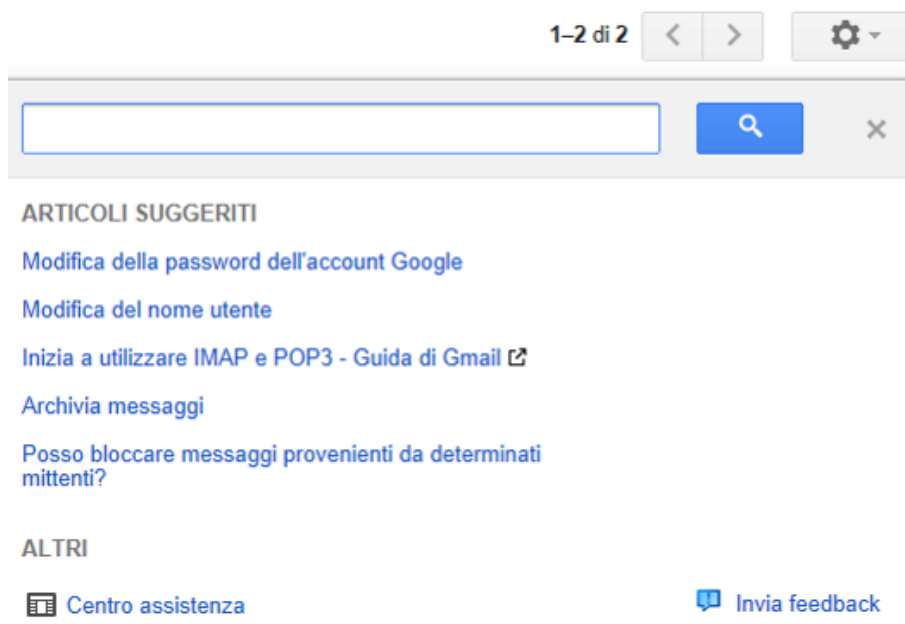 1–2 di 2
ARTICOLI SUGGERITI
Modifica della password dell'account Google
Modifica del nome utente
Inizia a utilizzare IMAP e POP3 - Guida di Gmail
Archivia messaggi
Posso bloccare messaggi provenienti da determinati
mittenti?
ALTRI
Centro assistenza
Invia feedback